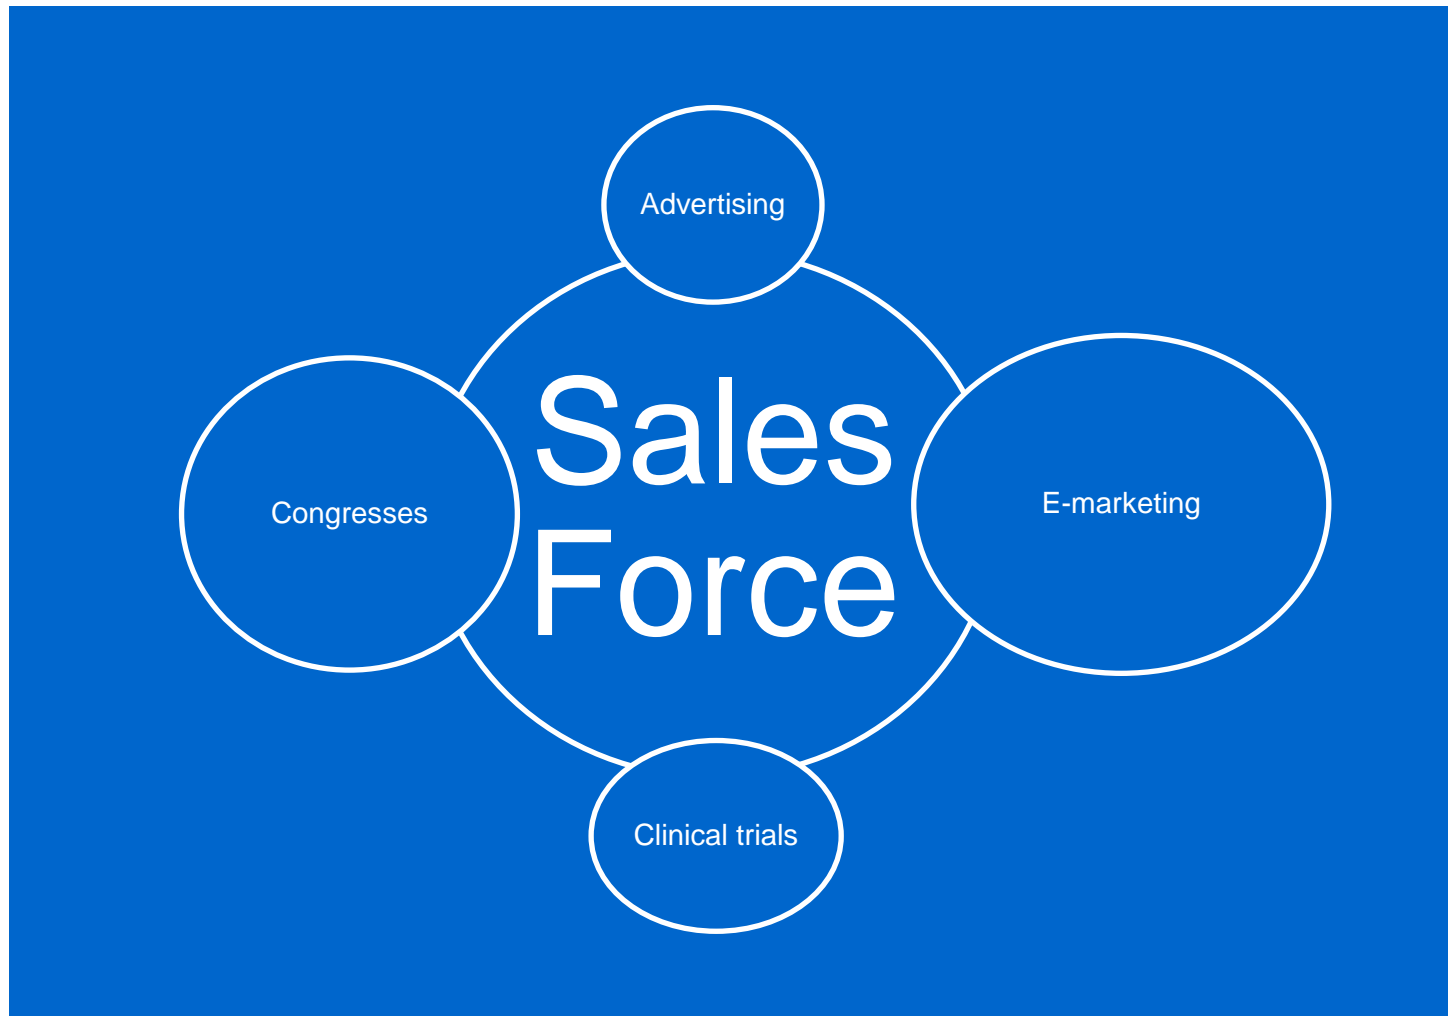 Advertising
Sales
Force
Congresses
E-marketing
Clinical trials